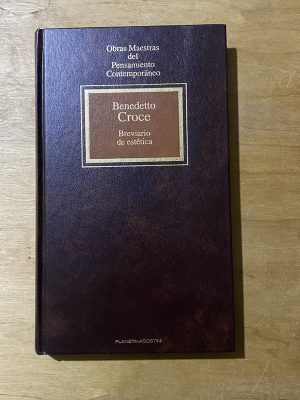 Obras Maestras
del
Pensamiento
Contemporáneo
Benedetto
Croce
Breviario
de estética
PLANETA-AGOSTINI